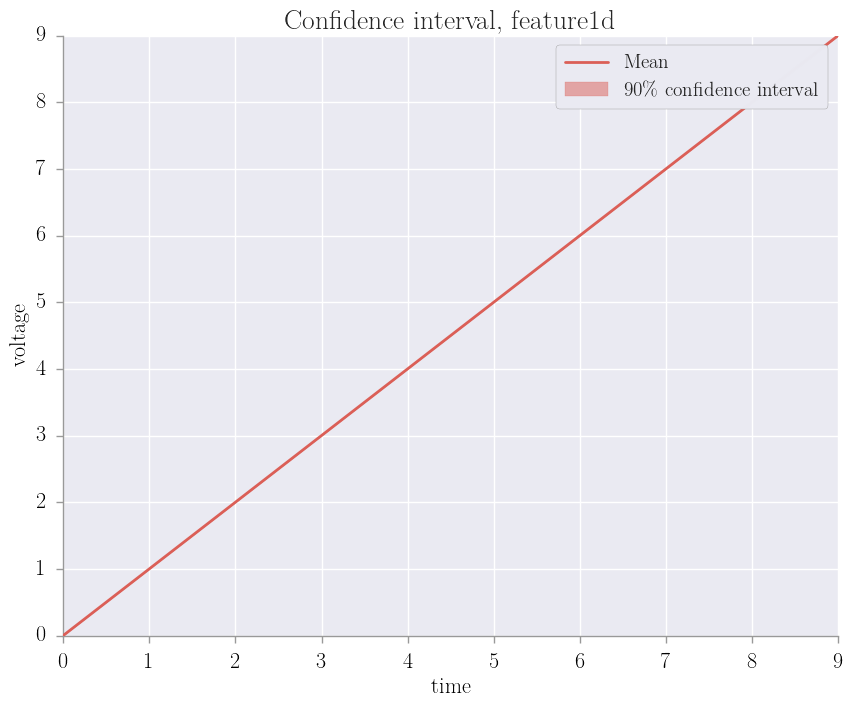 Confidence interval, feature1d
Mean
90% confidence interval
voltage
9
8
7
6
5
4
3
2
1
0
0 1 2 3 4 5 6 7 8 9
time